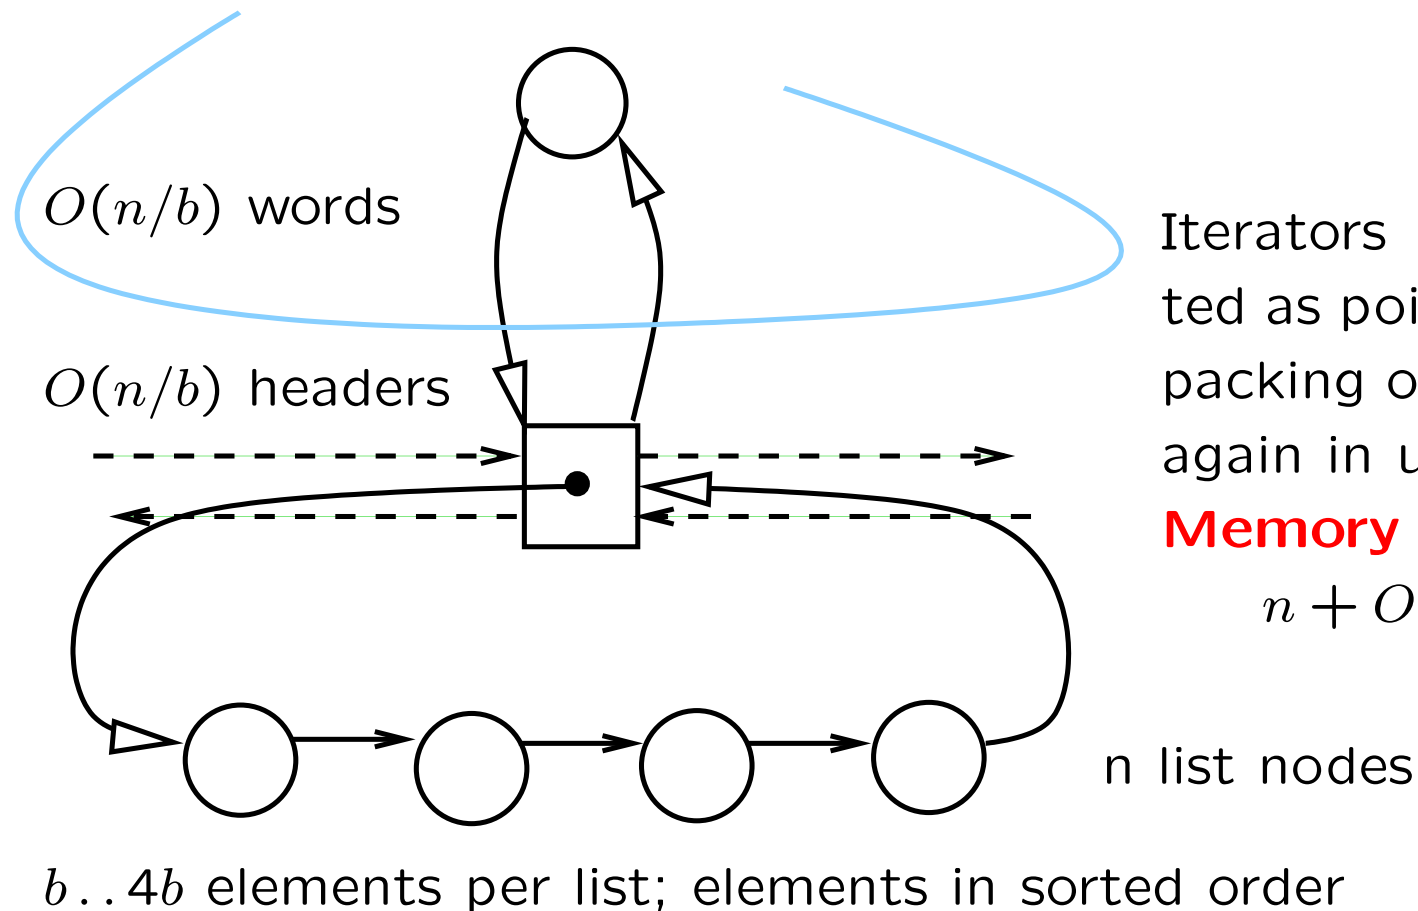 O(n/b) words
O(n/b) headers
Iterators
ted as
packing
again in
Memory
n + O
n list nodes
b . . 4b elements per list; elements in sorted order